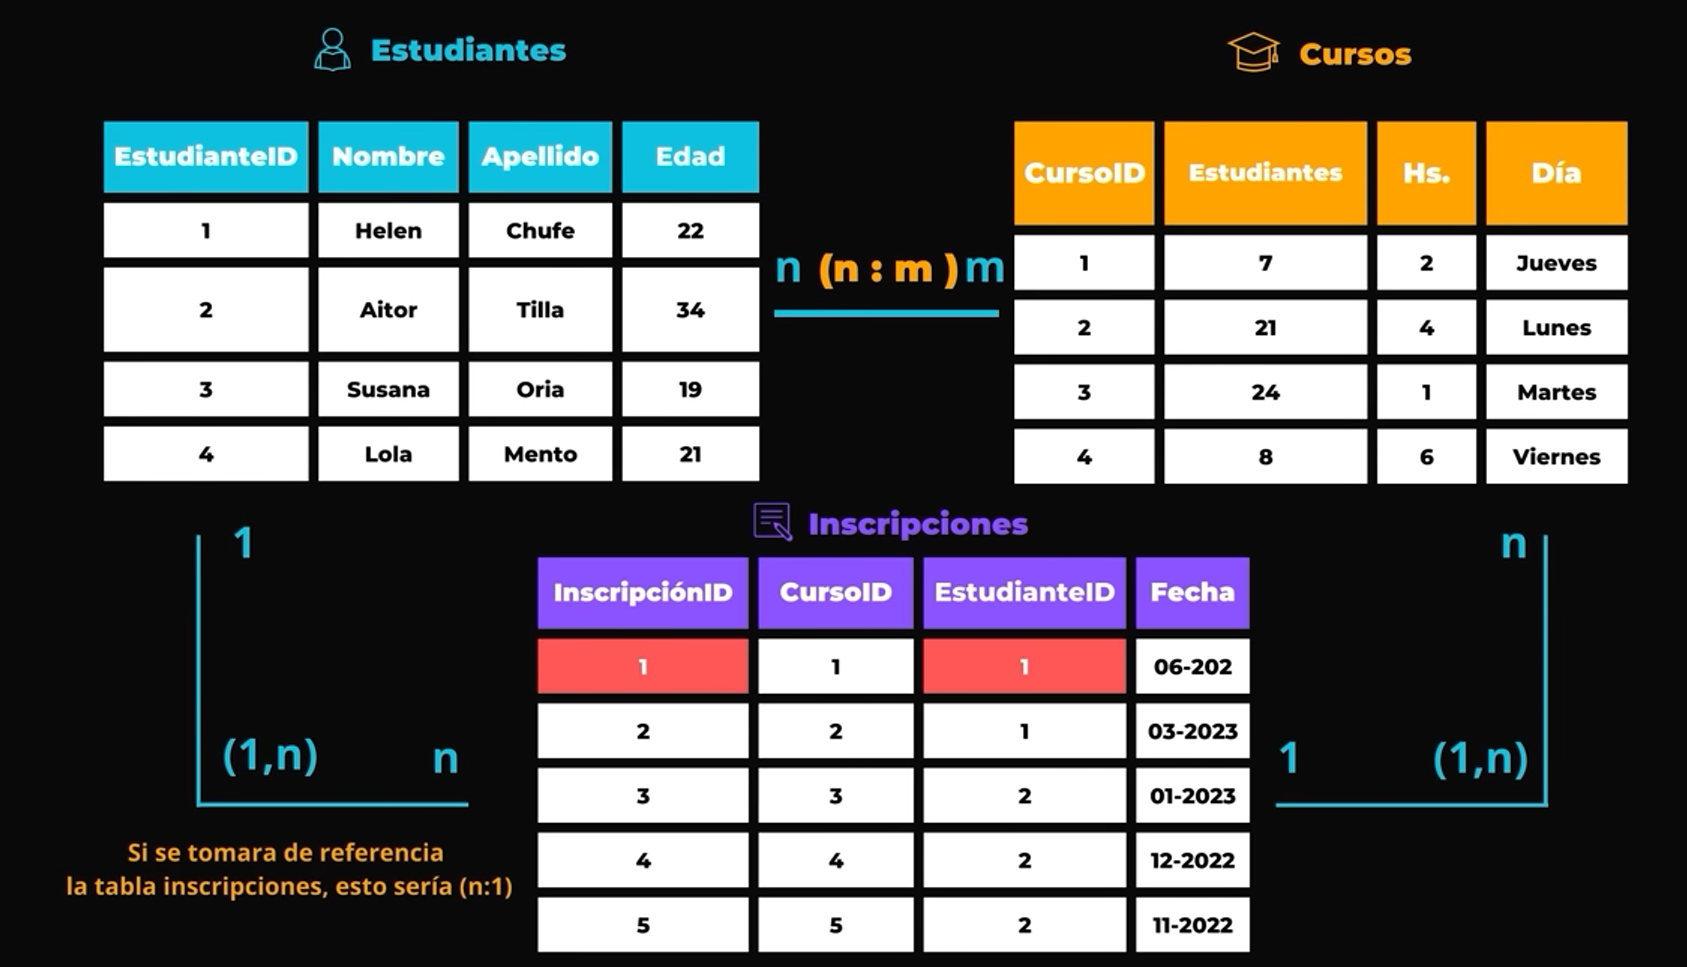 Estudiantes
EstudianteID Nombre Apellido Edad
1 Helen Chufe 22
2 Aitor Tilla 34
3 Susana Oria 19
4 Lola Mento 21
n (n : m ) m
Cursos
CursoID Estudiantes Hs. Día
1 7 2 Jueves
2 21 4 Lunes
3 24 1 Martes
4 8 6 Viernes
1
(1,n) n
Si se tomara de referencia
la tabla inscripciones, esto sería (n:1)
Inscripciones
InscripciónID CursoID EstudianteID Fecha
1 1 1 06-202
2 2 1 03-2023
3 3 2 01-2023
4 4 2 12-2022
5 5 2 11-2022
n
1 (1,n)